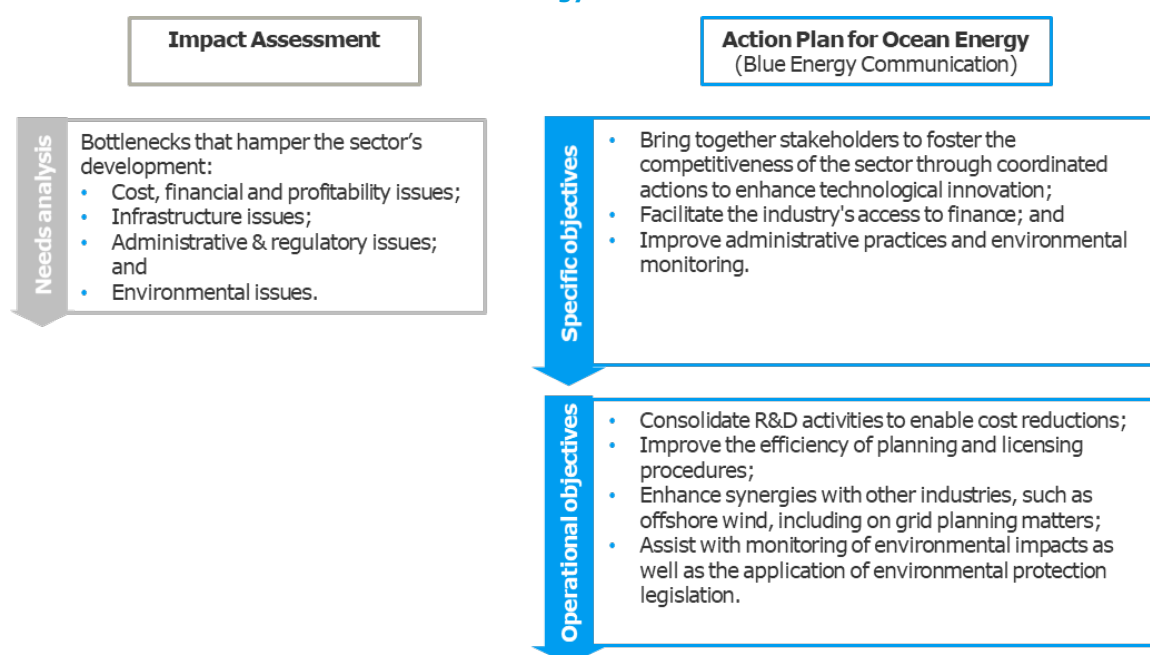 Impact Assessment
Action Plan for Ocean Energy
(Blue Energy Communication)
Needs analysis
Bottlenecks that hamper the sector's
development:
• Cost, financial and profitability issues;
• Infrastructure issues;
• Administrative & regulatory issues;
and
• Environmental issues.
Specific objectives
• Bring together stakeholders to foster the
competitiveness of the sector through coordinated
actions to enhance technological innovation;
• Facilitate the industry's access to finance; and
• Improve administrative practices and environmental
monitoring.
Operational objectives
• Consolidate R&D activities to enable cost reductions;
• Improve the efficiency of planning and licensing
procedures;
• Enhance synergies with other industries, such as
offshore wind, including on grid planning matters;
• Assist with monitoring of environmental impacts as
well as the application of environmental protection
legislation.